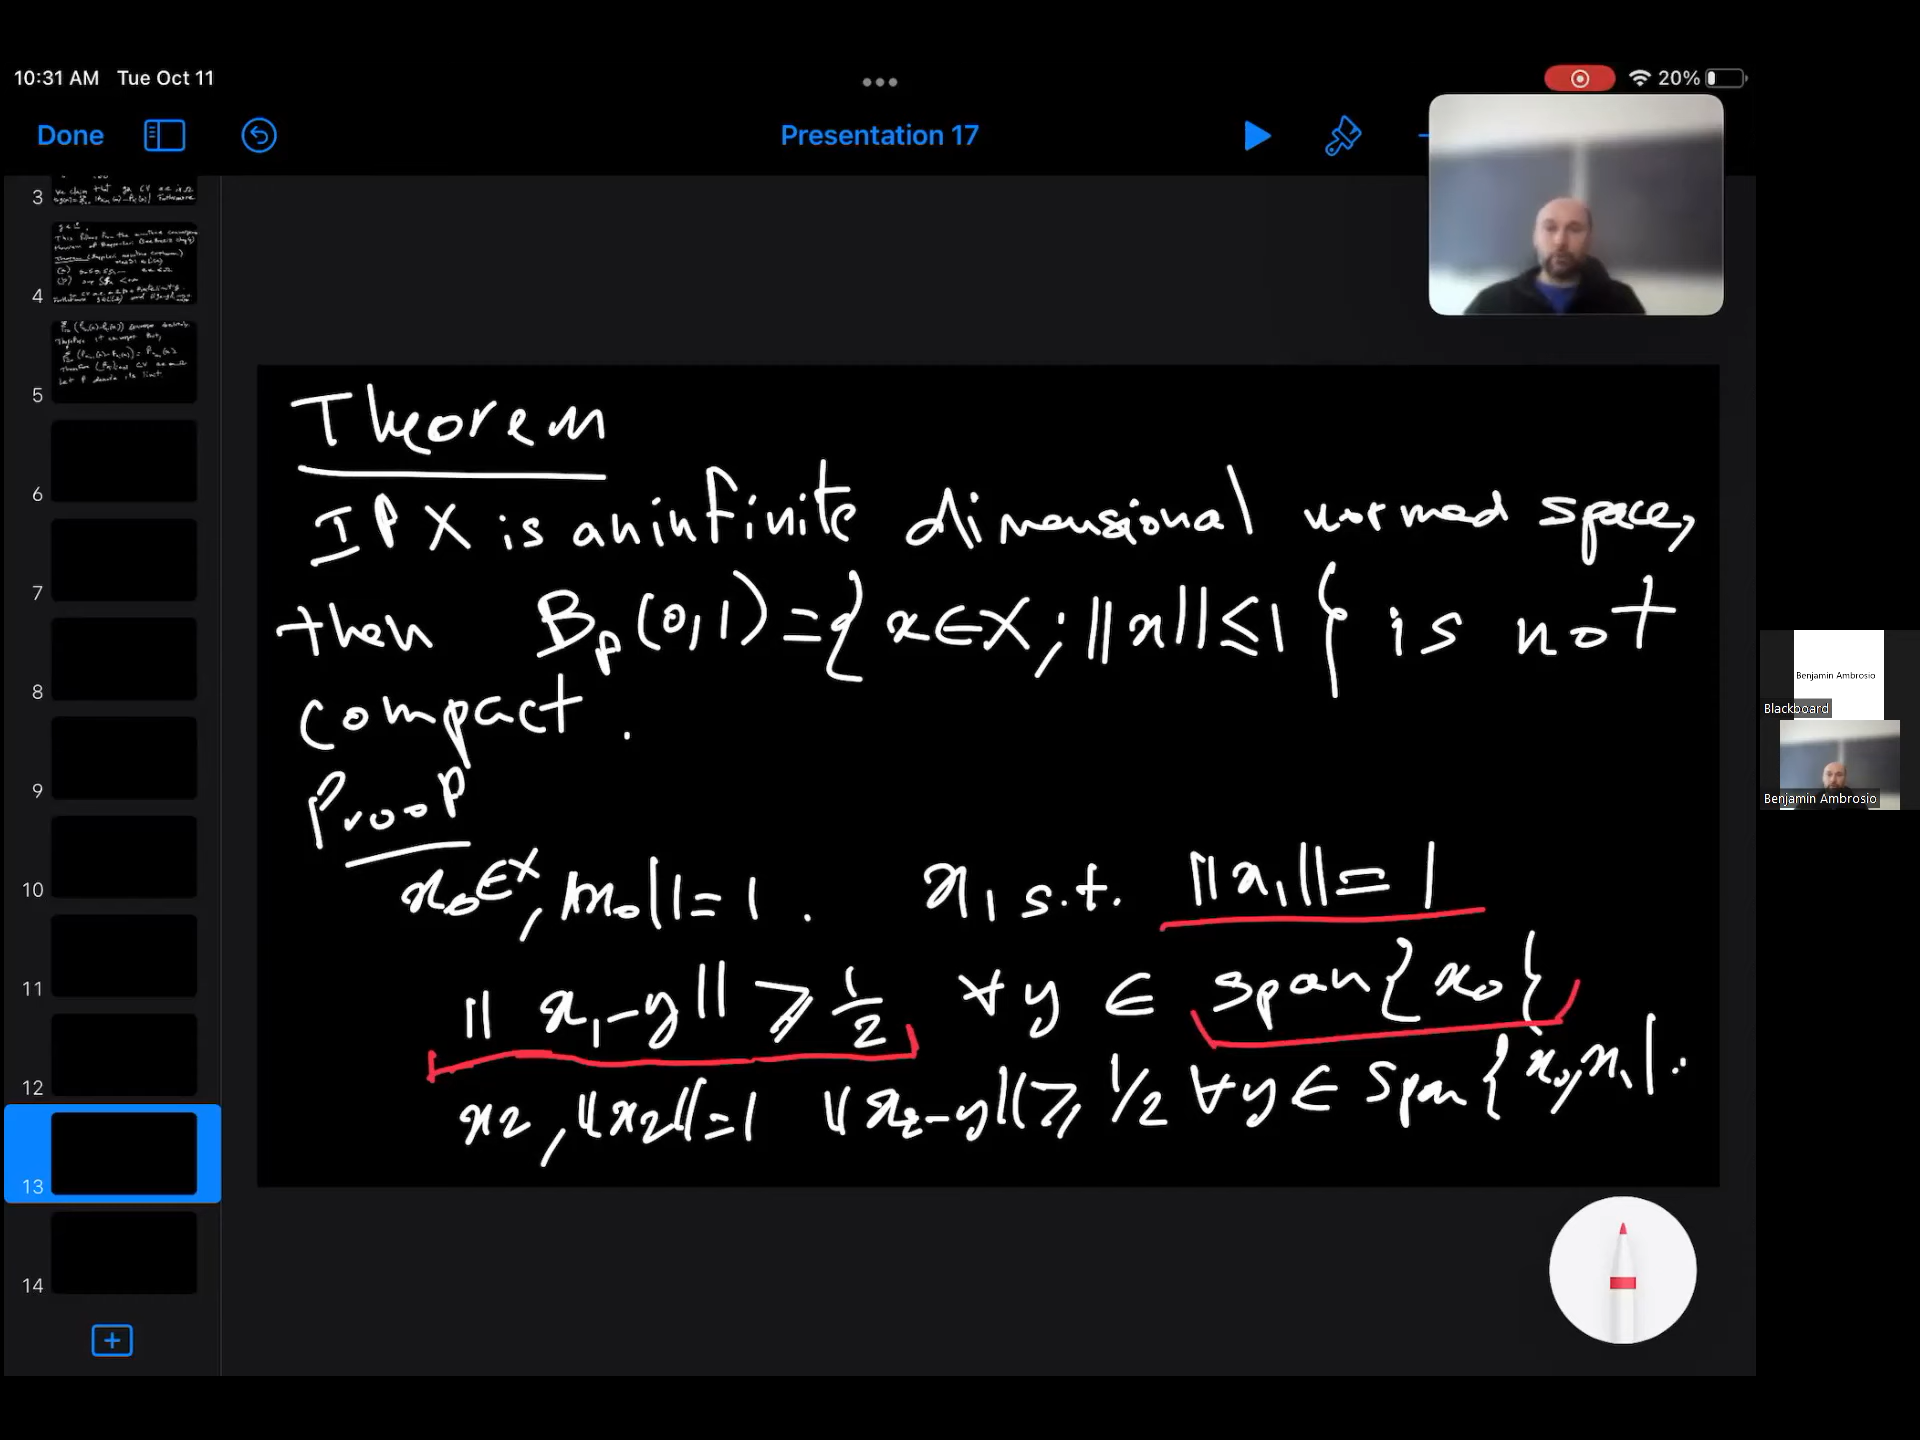 10:31 AM Tue Oct 11
20%
Done
Presentation 17
3
4
5
6
7
8
9
10
11
12
13
14
Theorem
If X is an infinite dimensional normed space,
then B_f(0,1)={x∈X; ||x||≤1} is not
compact.
Proof
x₀∈X, ||x₀||=1. x₁ s.t. ||x₁||=1
||x₁-y|| ⩾ 1/2 ∀y ∈ span{x₀}
x₂, ||x₂||=1 ||x₂-y||⩾1/2 ∀y∈ Span{x₀,x₁}.
Benjamin Ambrosio
Blackboard
Benjamin Ambrosio